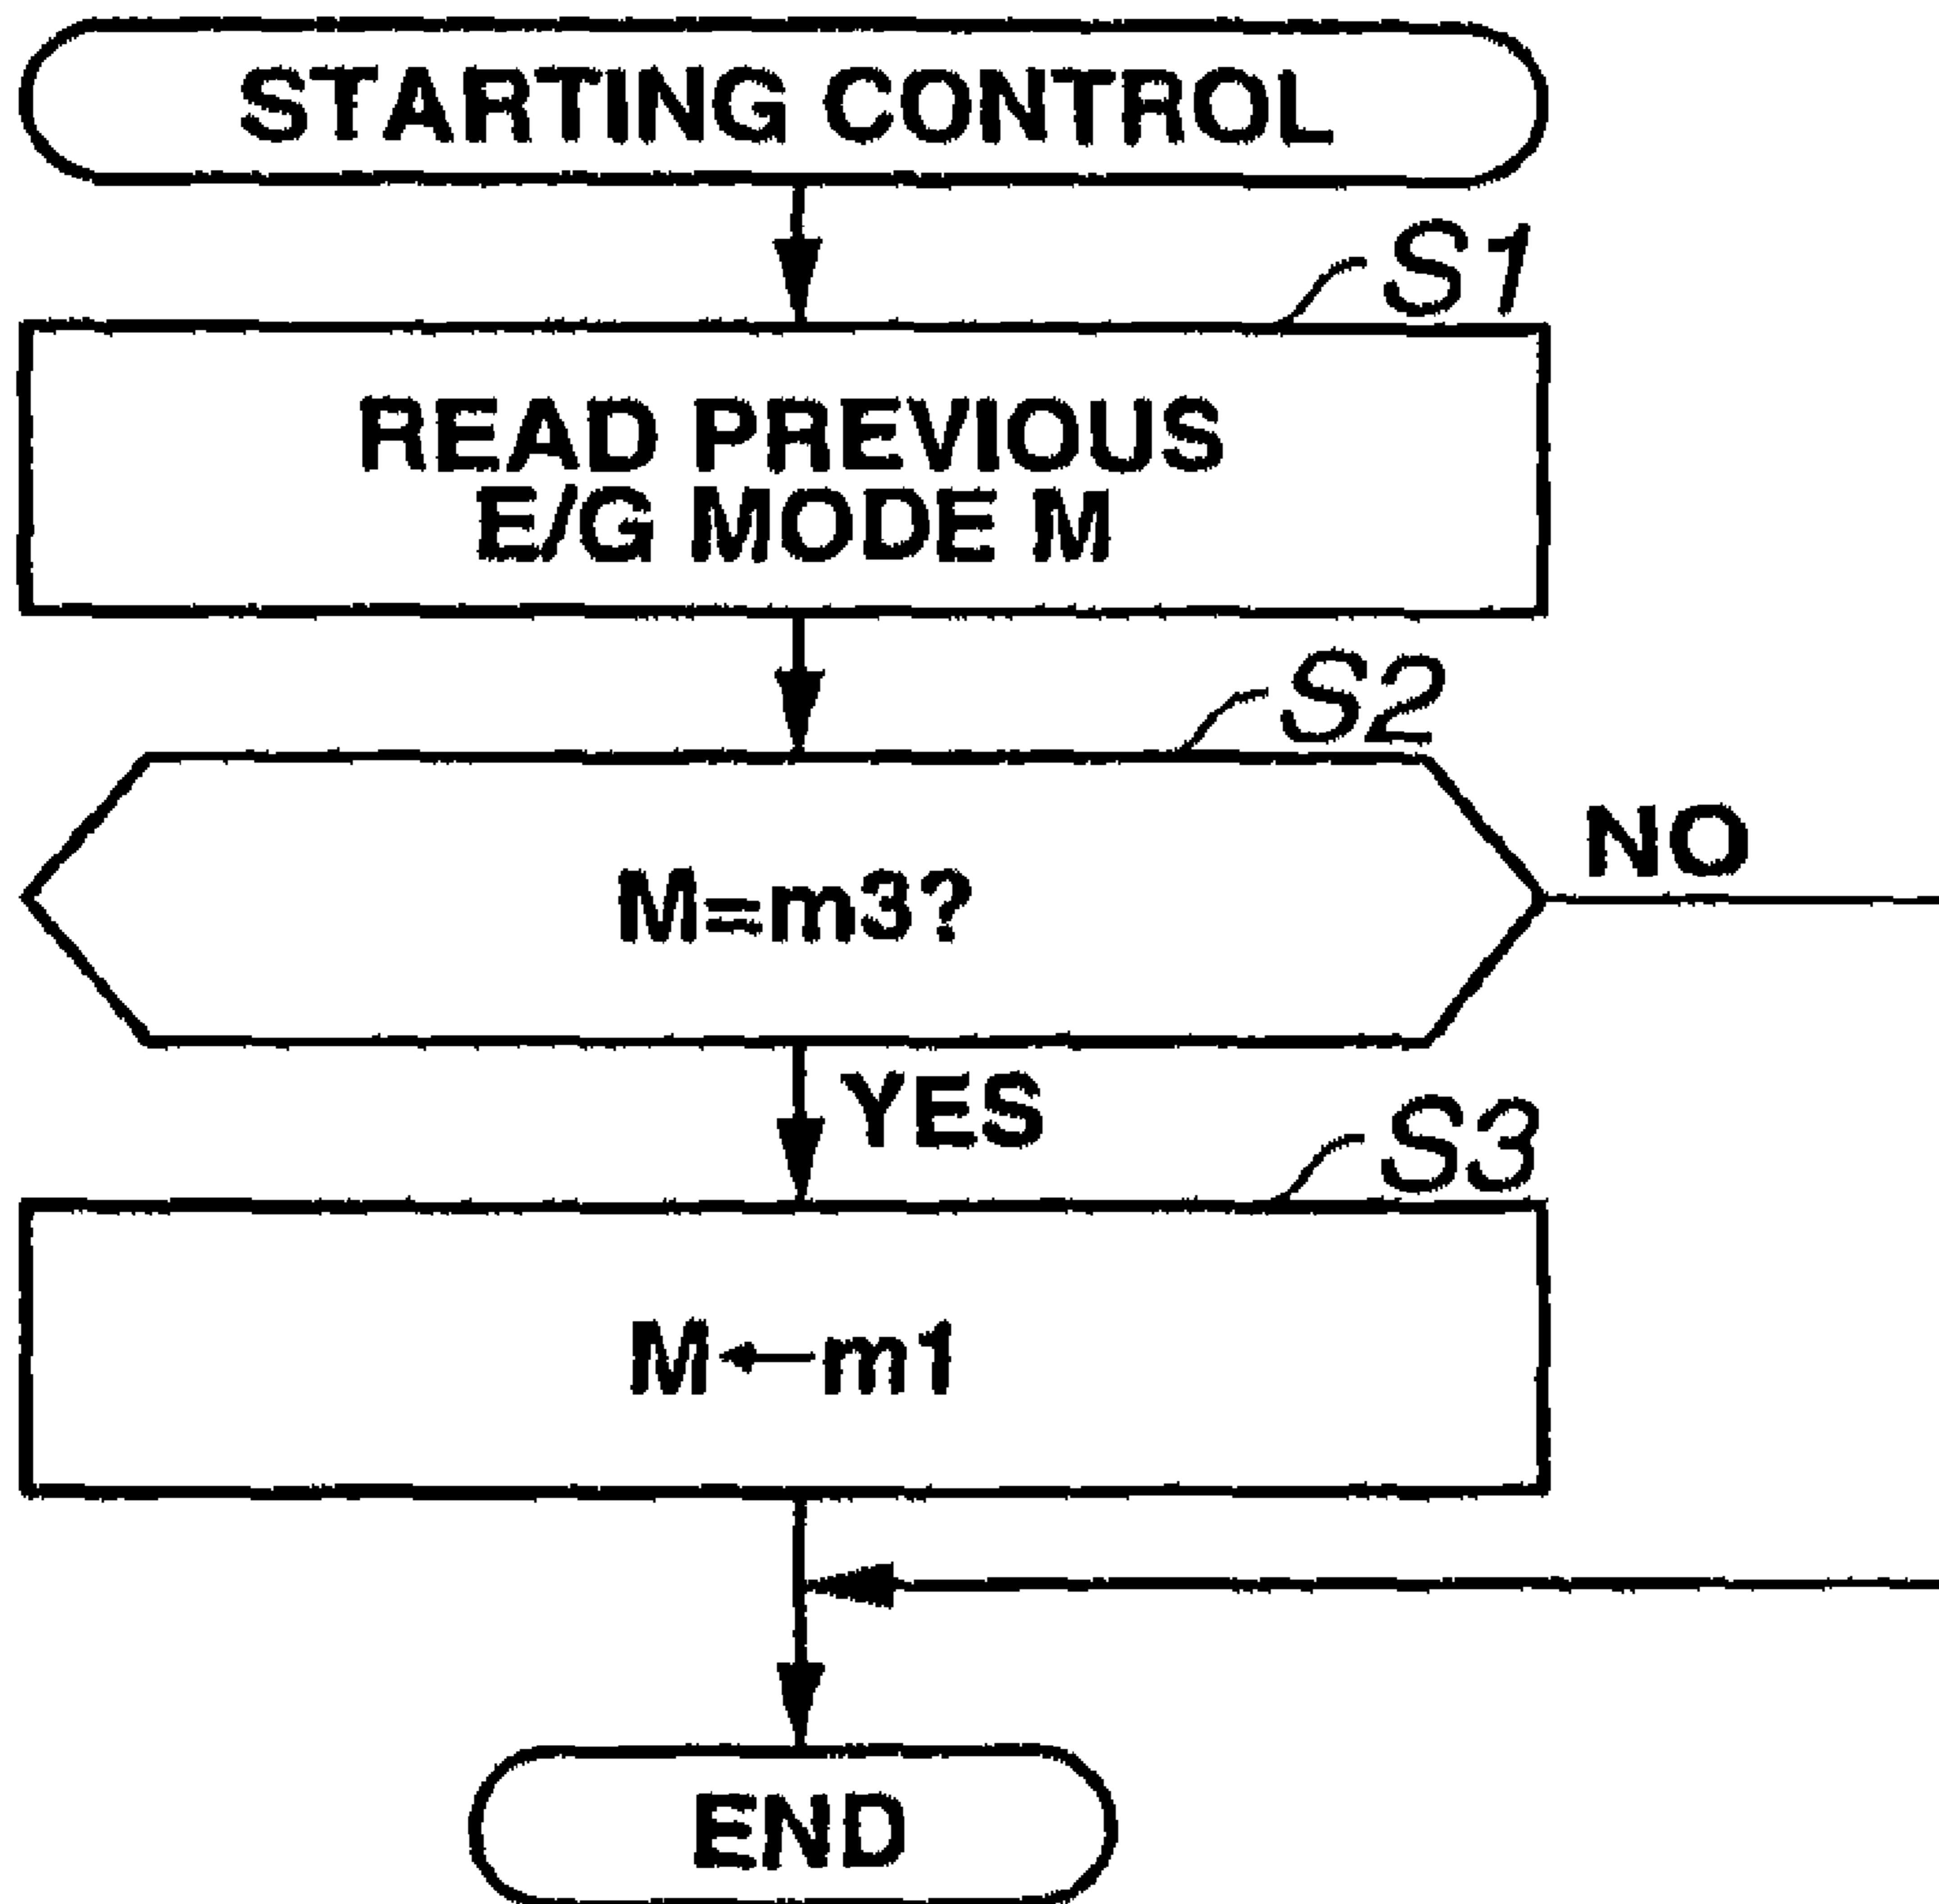 STARTING CONTROL
S1
READ PREVIOUS
E/G MODE M
S2
M=m3?
NO
YES
S3
M←m1
END